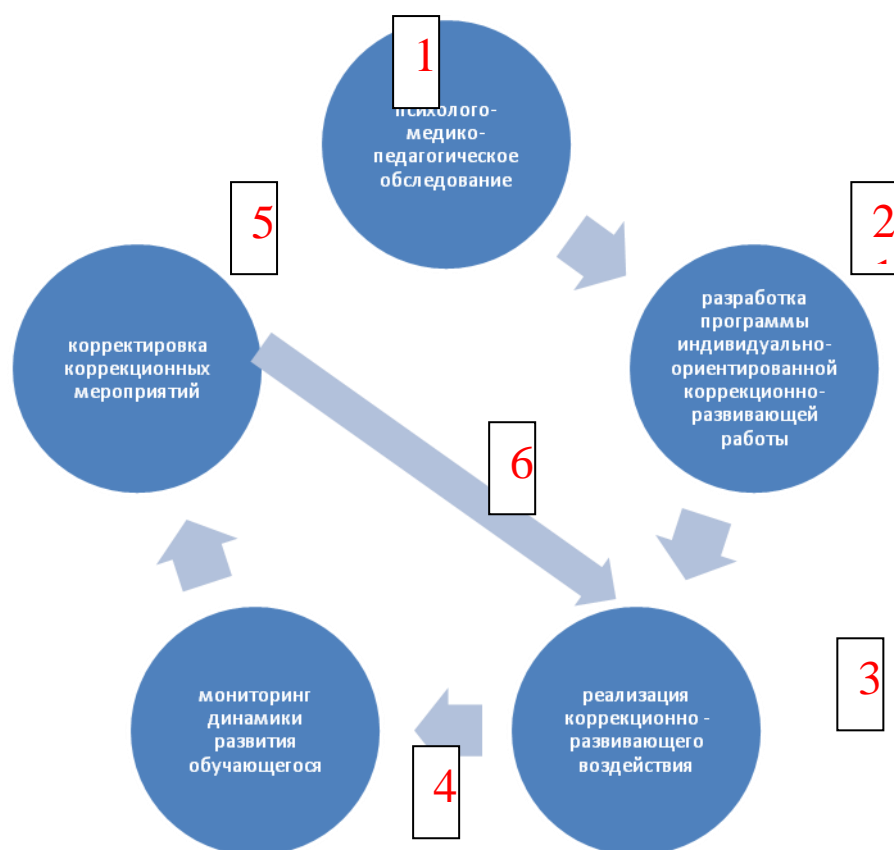 1
психолого-
медико-
педагогическое
обследование
2
разработка
программы
индивидуально-
ориентированной
коррекционно-
развивающей
работы
3
реализация
коррекционно -
развивающего
воздействия
4
мониторинг
динамики
развития
обучающегося
5
корректировка
коррекционных
мероприятий
6